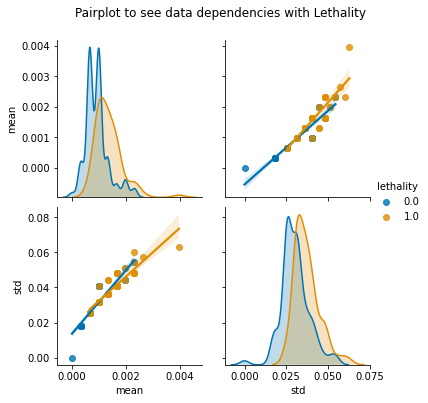 Pairplot to see data dependencies with Lethality
0.004
0.003
0.002
0.001
0.000
mean
lethality
0.0
1.0
0.08
0.06
0.04
0.02
0.00
std
0.000 0.002 0.004
mean
0.000 0.025 0.050 0.075
std